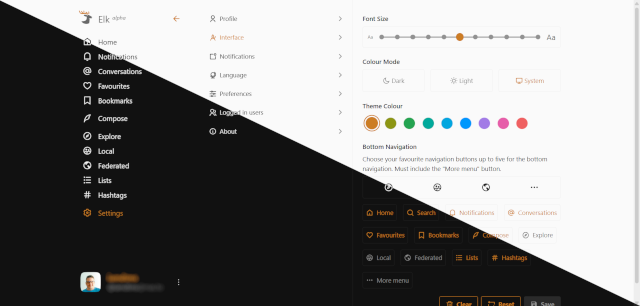 Elk alpha
Home
Notifications
Conversations
Favourites
Bookmarks
Compose
Explore
Local
Federated
Lists
Hashtags
Settings
Profile
Interface
Notifications
Language
Preferences
Logged in users
About
Font Size
Aa Aa
Colour Mode
Dark Light System
Theme Colour
Bottom Navigation
Choose your favourite navigation buttons up to five for the bottom
navigation. Must include the "More menu" button.
Home Search Notifications Conversations
Favourites Bookmarks Compose Explore
Local Federated Lists Hashtags
More menu
Clear Reset Save